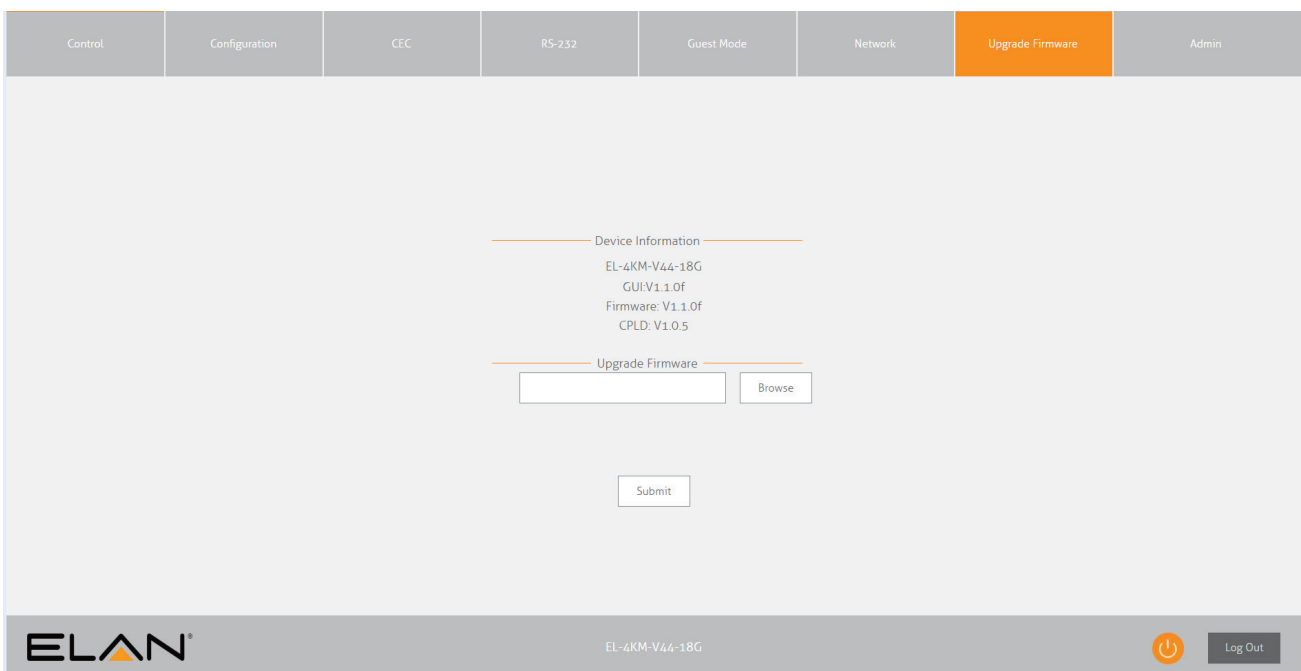 Control Configuration CEC RS-232 Guest Mode Network Upgrade Firmware Admin
Device Information
EL-4KM-V44-18G
GUI:V1.1.0f
Firmware: V1.1.0f
CPLD: V1.0.5
Upgrade Firmware
Browse
Submit
ELAN® EL-4KM-V44-18G Log Out